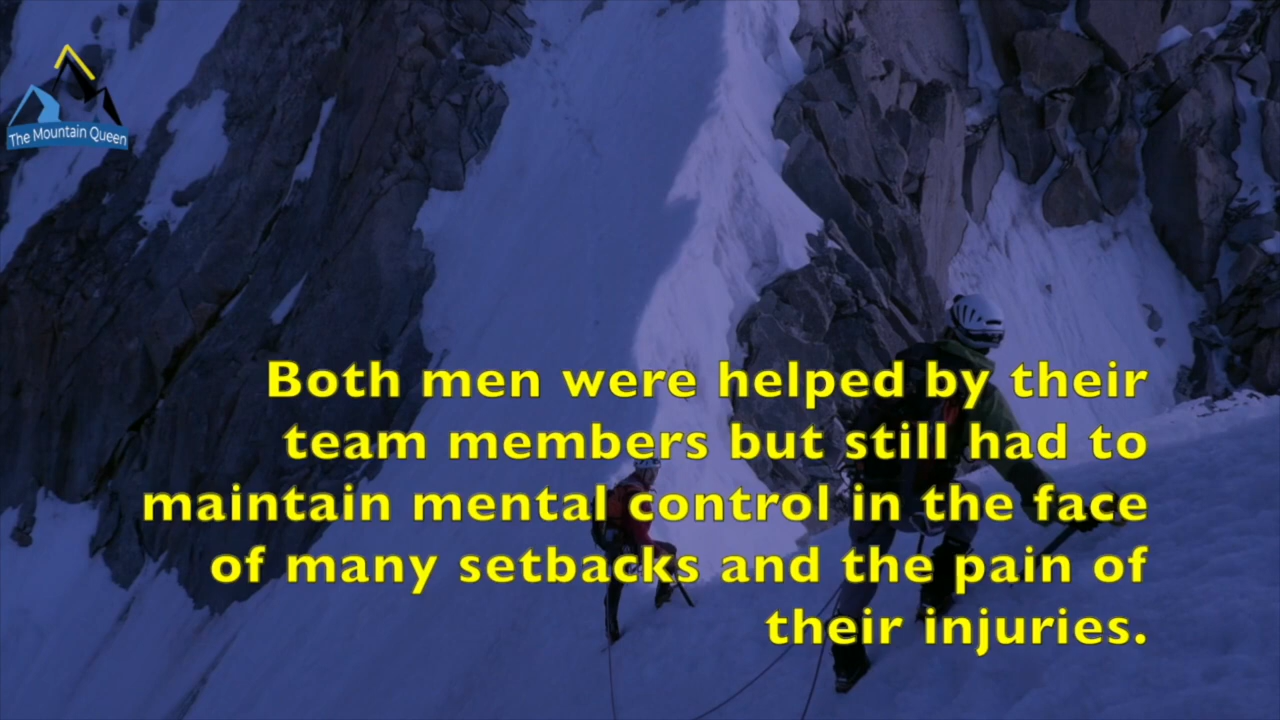 The Mountain Queen
Both men were helped by their
team members but still had to
maintain mental control in the face
of many setbacks and the pain of
their injuries.